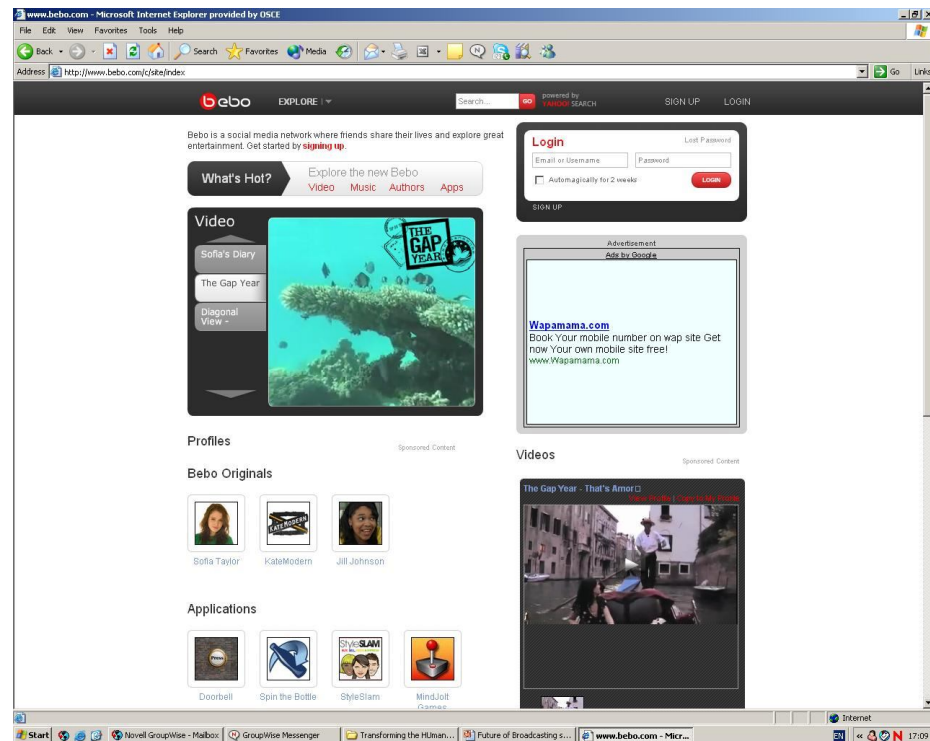 www.bebo.com - Microsoft Internet Explorer provided by OSCE
File Edit View Favorites Tools Help
Back Search Favorites Media
Address http://www.bebo.com/c/site/index Go Links
bebo EXPLORE Search... GO powered by YAHOO! SEARCH SIGN UP LOGIN
Bebo is a social media network where friends share their lives and explore great
entertainment. Get started by signing up.
What's Hot?
Explore the new Bebo
Video Music Authors Apps
Login Lost Password
Email or Username Password
Automagically for 2 weeks LOGIN
SIGN UP
Video
Sofia's Diary
The Gap Year
Diagonal
View -
THE
GAP
YEAR
Advertisement
Ads by Google
Wapamama.com
Book Your mobile number on wap site Get
now Your own mobile site free!
www.Wapamama.com
Profiles
Sponsored Content
Bebo Originals
KATEMODERN
Sofia Taylor KateModern Jill Johnson
Applications
Press
StyleSLAM
Doorbell Spin the Bottle StyleSlam MindJolt
Games
Videos
Sponsored Content
The Gap Year - That's Amor
View Profile |
Internet
Start Novell GroupWise - Mailbox GroupWise Messenger Transforming the HUman... Future of Broadcasting s... www.bebo.com - Micr... EN 17:09